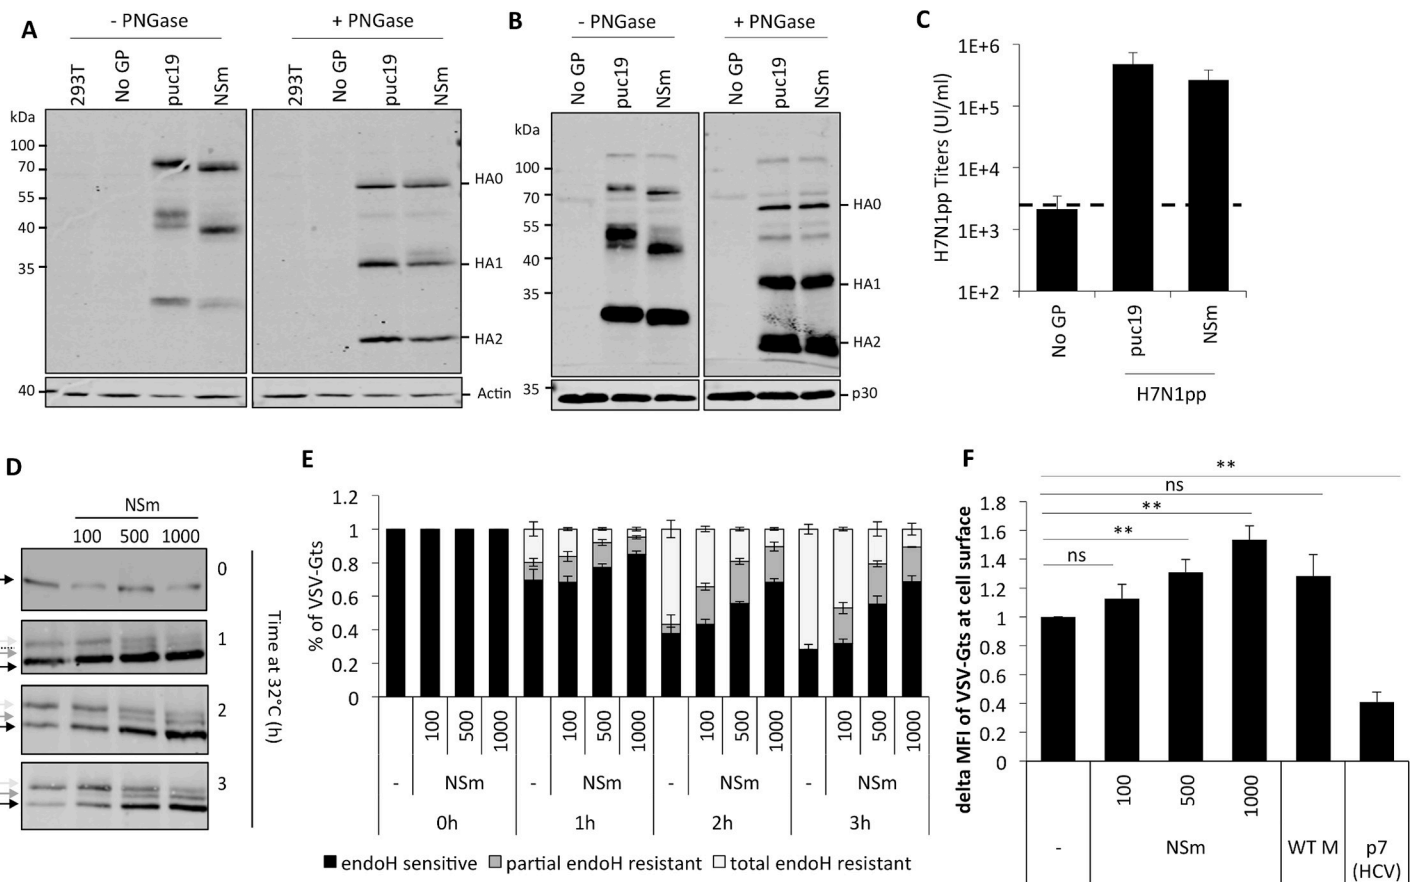 A
- PNGase
+ PNGase
293T
No GP
puc19
NSm
293T
No GP
puc19
NSm
kDa
100
70
55
40
35
HA0
HA1
HA2
40
Actin
B
- PNGase
+ PNGase
No GP
puc19
NSm
No GP
puc19
NSm
kDa
100
70
55
40
35
HA0
HA1
HA2
35
p30
C
H7N1pp Titers (UI/ml)
1E+6
1E+5
1E+4
1E+3
1E+2
No GP
puc19
NSm
H7N1pp
D
NSm
100 500 1000
0
1
2
3
Time at 32°C (h)
E
% of VSV-Gts
1.2
1
0.8
0.6
0.4
0.2
0
100 500 1000 100 500 1000 100 500 1000 100 500 1000
- NSm - NSm - NSm - NSm
0h 1h 2h 3h
endoH sensitive partial endoH resistant total endoH resistant
F
delta MFI of VSV-Gts at cell surface
**
ns
**
**
ns
1.8
1.6
1.4
1.2
1
0.8
0.6
0.4
0.2
0
100 500 1000
- NSm WT M p7
(HCV)